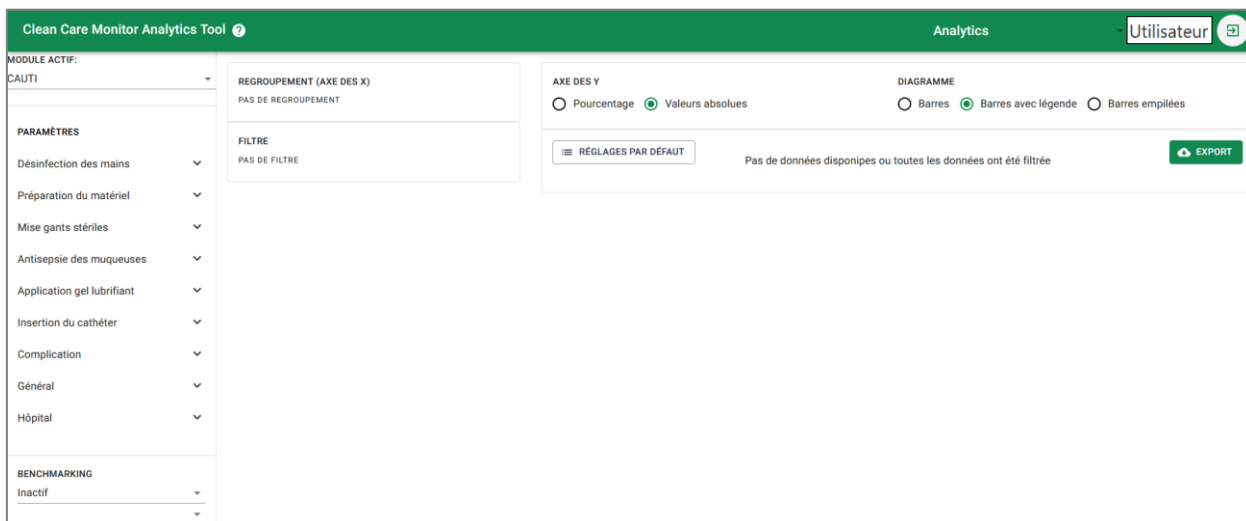 Clean Care Monitor Analytics Tool ?
Analytics
Utilisateur
MODULE ACTIF:
CAUTI
PARAMÈTRES
Désinfection des mains
Préparation du matériel
Mise gants stériles
Antisepsie des muqueuses
Application gel lubrifiant
Insertion du cathéter
Complication
Général
Hôpital
BENCHMARKING
Inactif
REGROUPEMENT (AXE DES X)
PAS DE REGROUPEMENT
FILTRE
PAS DE FILTRE
AXE DES Y
Pourcentage Valeurs absolues
DIAGRAMME
Barres Barres avec légende Barres empilées
RÉGLAGES PAR DÉFAUT
Pas de données disponipes ou toutes les données ont été filtrée
EXPORT